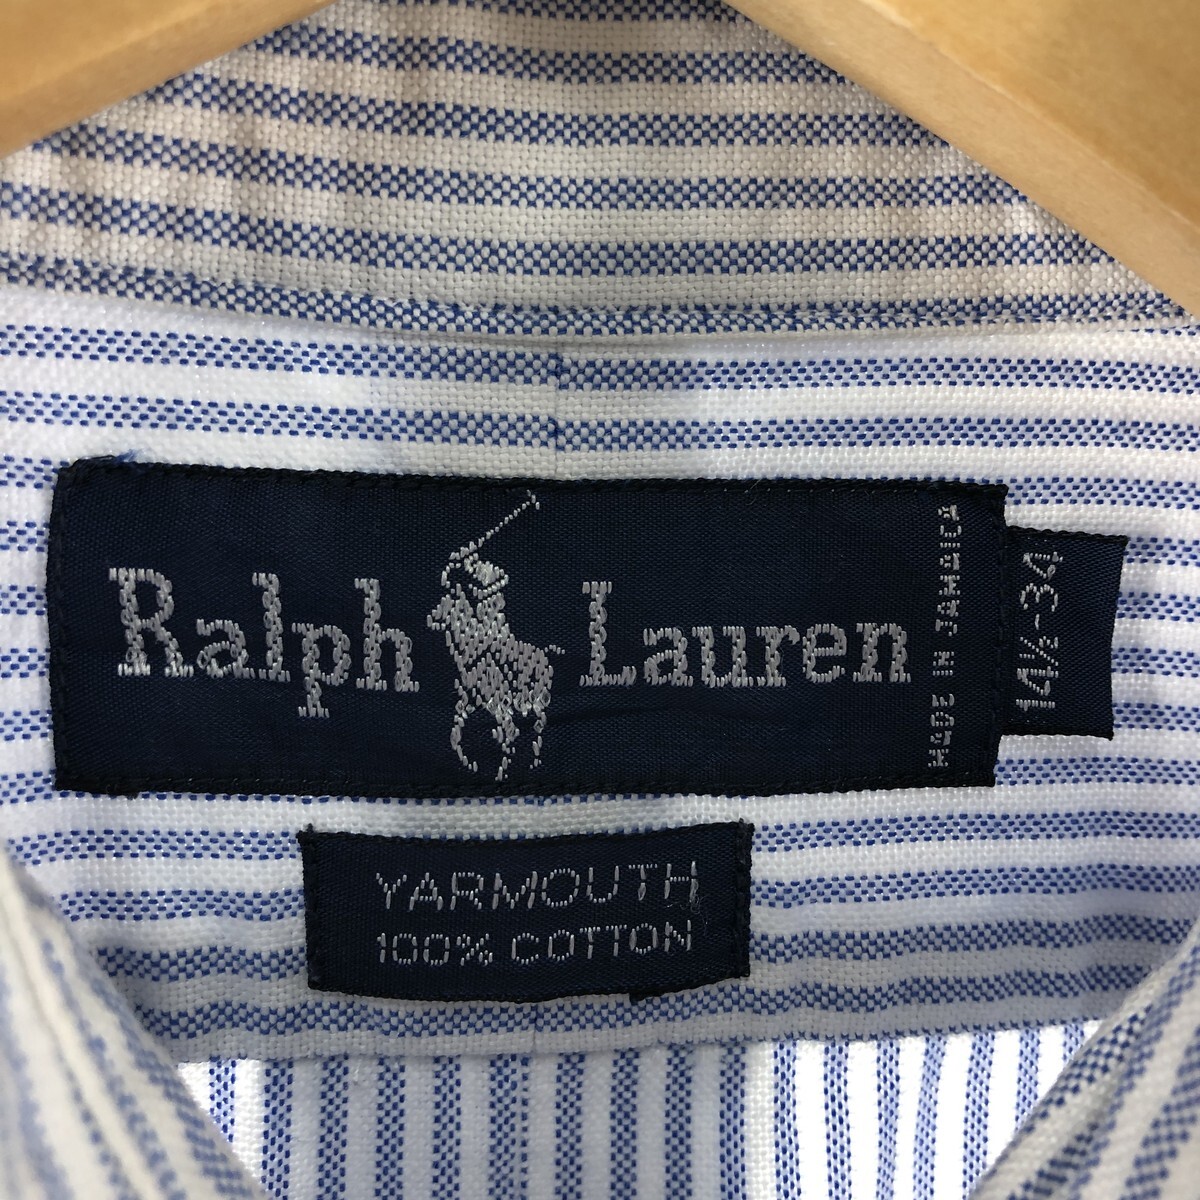 Ralph Lauren
MADE IN JAMAICA
14½-34
YARMOUTH
100% COTTON